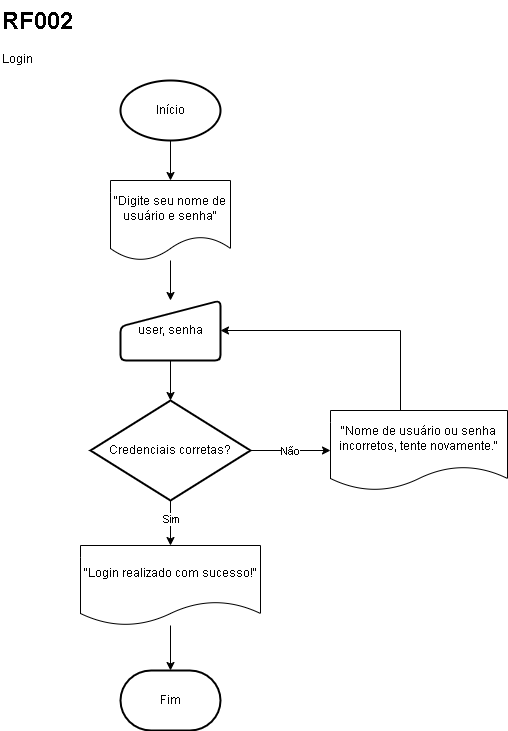 RF002
Login
Início
"Digite seu nome de
usuário e senha"
user, senha
Credenciais corretas?
Não
"Nome de usuário ou senha
incorretos, tente novamente."
Sim
"Login realizado com sucesso!"
Fim